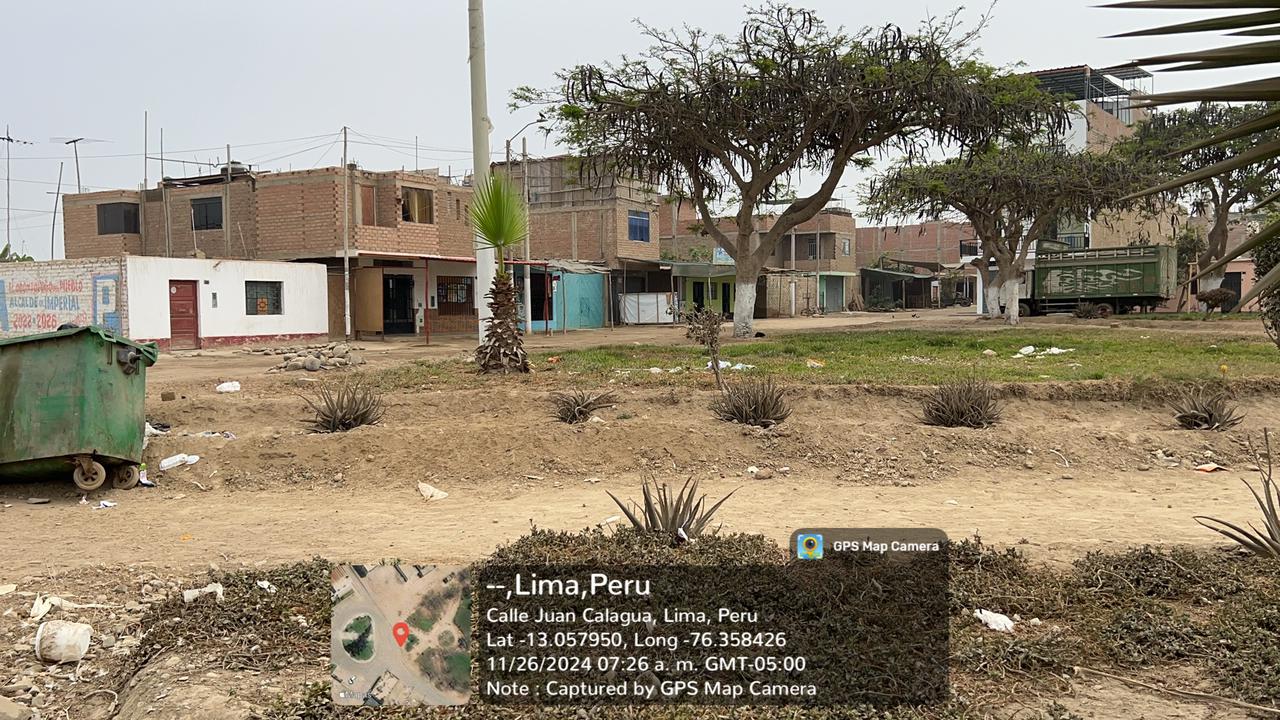 ALCALDE de IMPERIAL
2023-2026
P
GPS Map Camera
--,Lima,Peru
Calle Juan Calagua, Lima, Peru
Lat -13.057950, Long -76.358426
11/26/2024 07:26 a. m. GMT-05:00
Note : Captured by GPS Map Camera